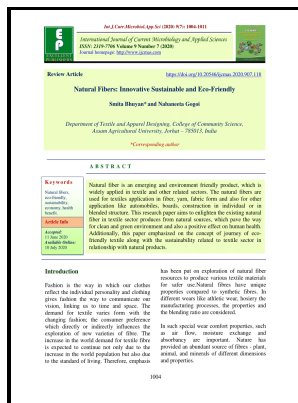 Int.J.Curr.Microbiol.App.Sci (2020) 9(7): 1004-1011
International Journal of Current Microbiology and Applied Sciences
ISSN: 2319-7706 Volume 9 Number 7 (2020)
Journal homepage: http://www.ijcmas.com
Review Article
https://doi.org/10.20546/ijcmas.2020.907.118
Natural Fibers: Innovative Sustainable and Eco-Friendly
Smita Bhuyan* and Nabaneeta Gogoi
Department of Textile and Apparel Designing, College of Community Science,
Assam Agricultural University, Jorhat – 785013, India
*Corresponding author
ABSTRACT
Keywords
Natural fibers,
eco-friendly,
sustainability,
economy, health
benefit.
Article Info
Accepted:
11 June 2020
Available Online:
10 July 2020
Natural fiber is an emerging and environment friendly product, which is
widely applied in textile and other related sectors. The natural fibers are
used for textiles application in fiber, yarn, fabric form and also for other
application like automobiles, boards, construction in individual or in
blended structure. This research paper aims to enlighten the existing natural
fiber in textile sector produces from natural sources, which pave the way
for clean and green environment and also a positive effect on human health.
Additionally, this paper emphasized on the concept of journey of eco-
friendly textile along with the sustainability related to textile sector in
relationship with natural products.
Introduction
Fashion is the way in which our clothes
reflect the individual personality and clothing
gives fashion the way to communicate our
vision, linking us to time and space. The
demand for textile varies form with the
changing fashion; the consumer preference
which directly or indirectly influences the
exploration of new varieties of fibre. The
increase in the world demand for textile fibre
is expected to continue not only due to the
increase in the world population but also due
to the standard of living. Therefore, emphasis
has been put on exploration of natural fiber
resources to produce various textile materials
for safer use.Natural fibers have unique
properties compared to synthetic fibers. In
different wears like athletic wear, hosiery the
manufacturing processes, the properties and
the blending ratio are considered.
In such special wear comfort properties, such
as air flow, moisture exchange and
absorbency are important. Nature has
provided an abundant source of fibres - plant,
animal, and minerals of different dimensions
and properties.
1004